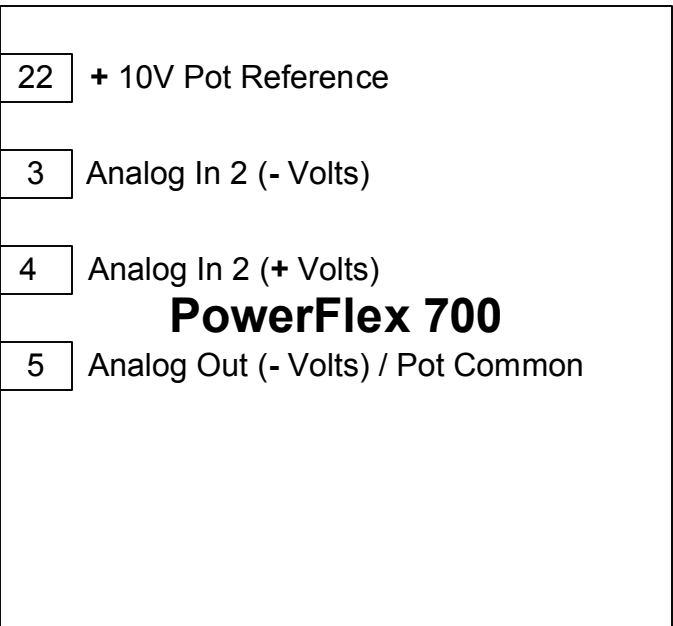 22 + 10V Pot Reference
3 Analog In 2 (- Volts)
4 Analog In 2 (+ Volts)
PowerFlex 700
5 Analog Out (- Volts) / Pot Common